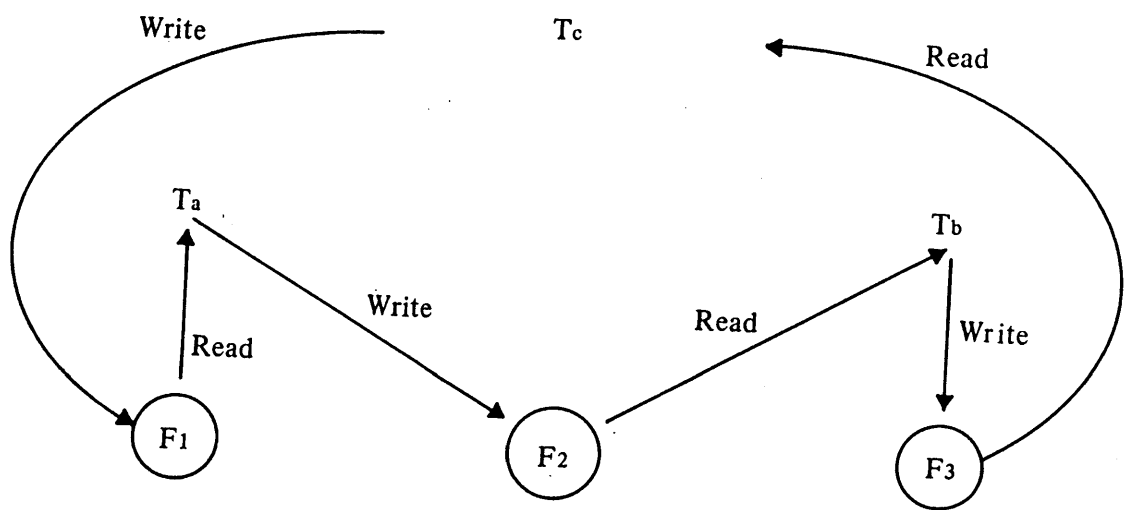 Write
Tc
Read
Ta
Tb
Write
Read
Write
Read
F1
F2
F3